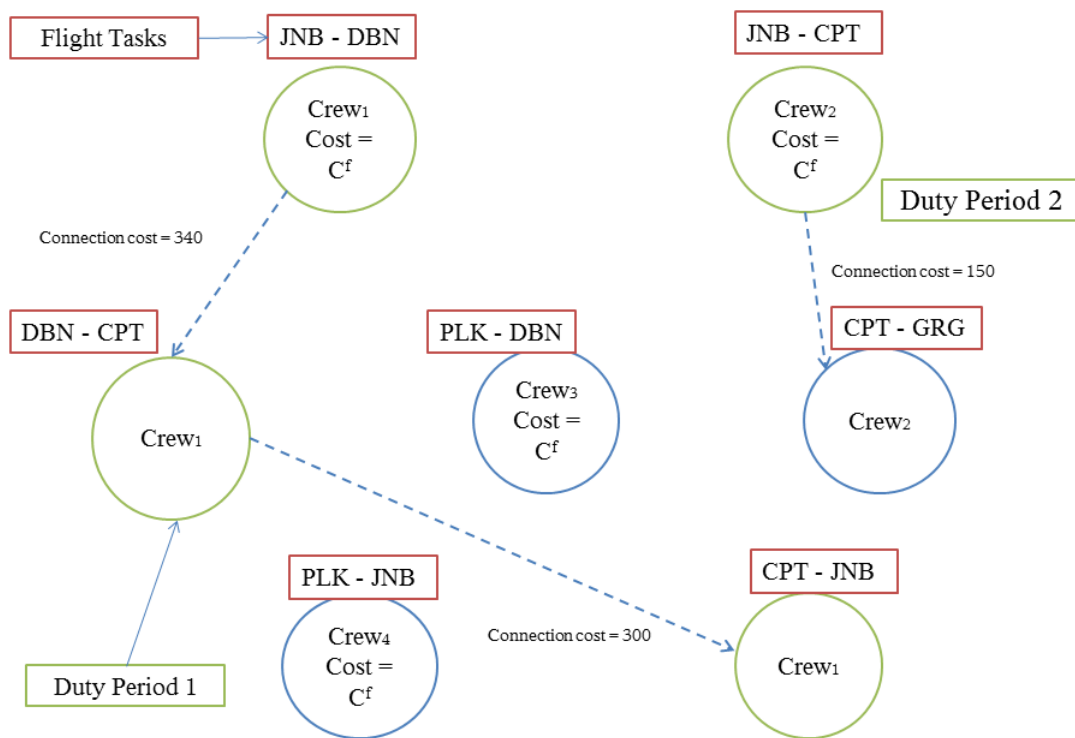 Flight Tasks
JNB - DBN
JNB - CPT
Crew₁
Cost =
Cᶠ
Crew₂
Cost =
Cᶠ
Duty Period 2
Connection cost = 340
Connection cost = 150
DBN - CPT
PLK - DBN
CPT - GRG
Crew₁
Crew₃
Cost =
Cᶠ
Crew₂
PLK - JNB
CPT - JNB
Crew₄
Cost =
Cᶠ
Connection cost = 300
Crew₁
Duty Period 1